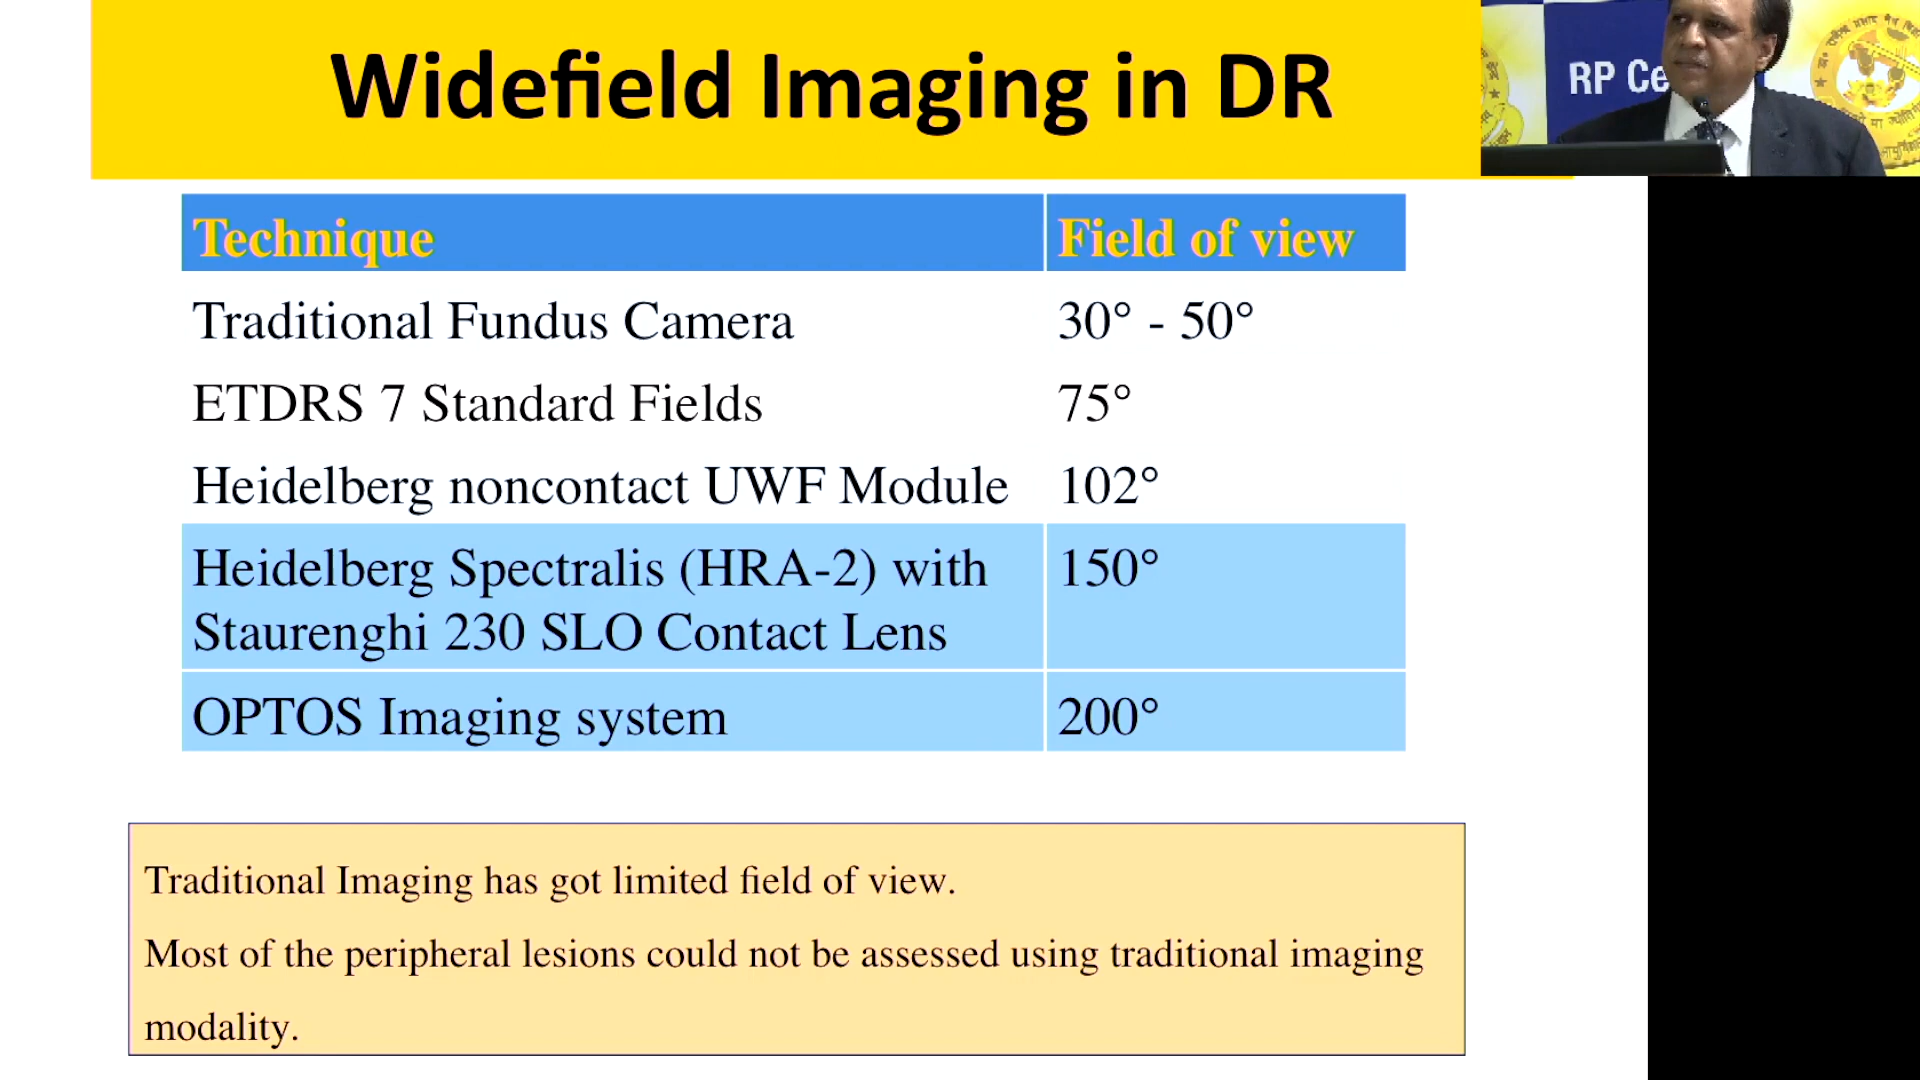 Widefield Imaging in DR
RP Ce
Technique Field of view
Traditional Fundus Camera 30° - 50°
ETDRS 7 Standard Fields 75°
Heidelberg noncontact UWF Module 102°
Heidelberg Spectralis (HRA-2) with 150°
Staurenghi 230 SLO Contact Lens
OPTOS Imaging system 200°
Traditional Imaging has got limited field of view.
Most of the peripheral lesions could not be assessed using traditional imaging
modality.